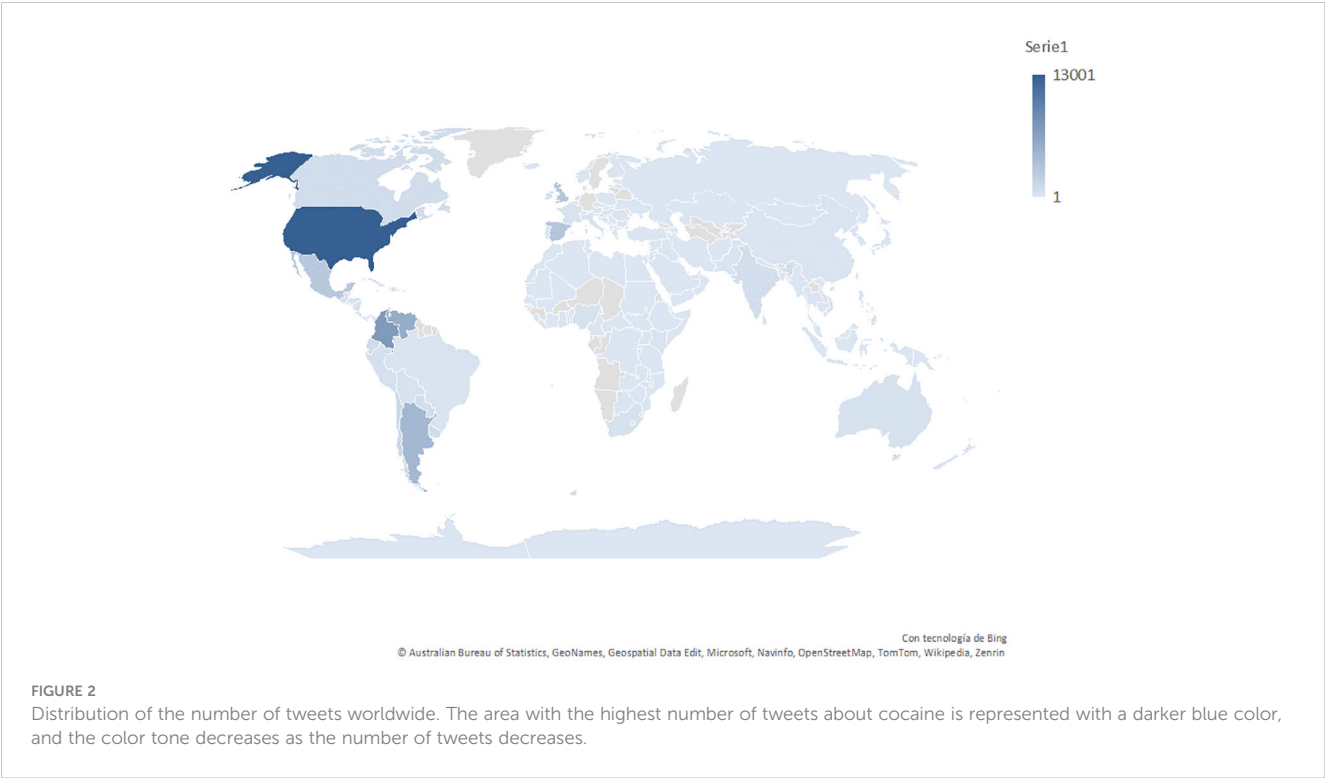 Serie1
13001
1
Con tecnología de Bing
© Australian Bureau of Statistics, GeoNames, Geospatial Data Edit, Microsoft, Navinfo, OpenStreetMap, TomTom, Wikipedia, Zenrin
FIGURE 2
Distribution of the number of tweets worldwide. The area with the highest number of tweets about cocaine is represented with a darker blue color,
and the color tone decreases as the number of tweets decreases.